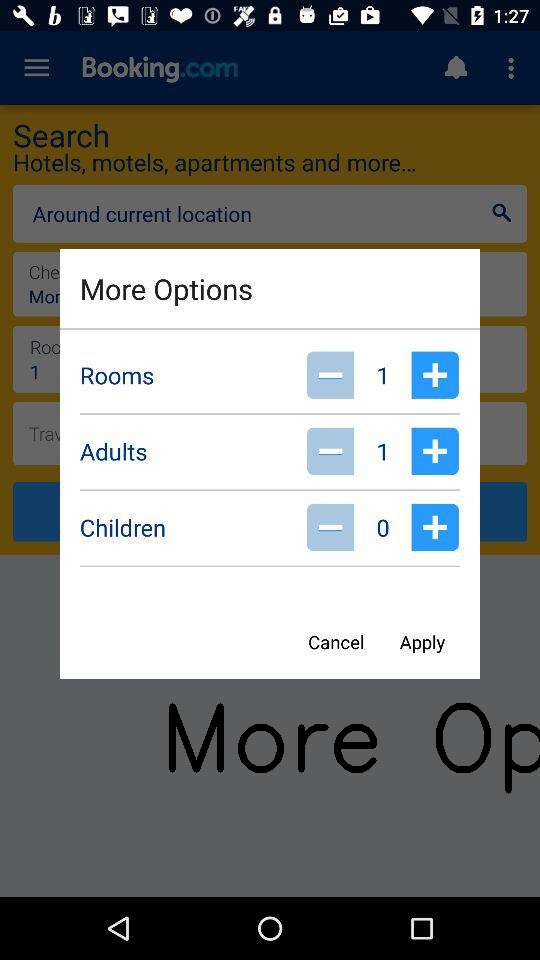 1:27
Booking.com
Search
Hotels, motels, apartments and more...
Around current location
Che
Mor
More Options
Roo
1
Rooms 1
Trav
Adults 1
Children 0
Cancel Apply
More Op